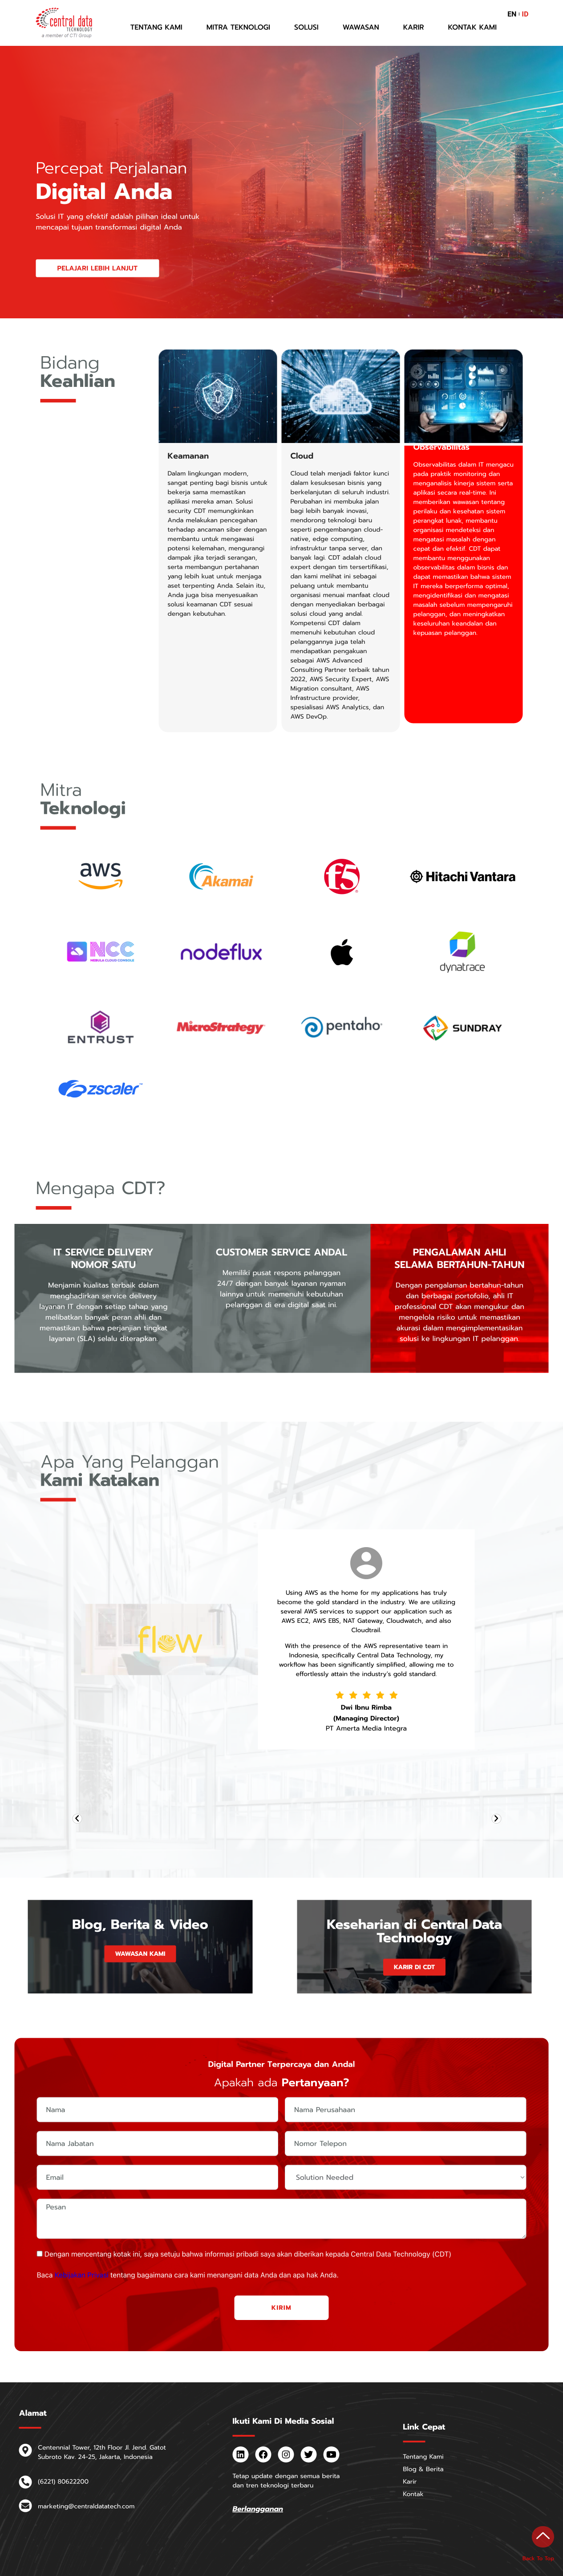 central data
TECHNOLOGY
a member of CTI Group
TENTANG KAMI
MITRA TEKNOLOGI
SOLUSI
WAWASAN
KARIR
KONTAK KAMI
EN ID
Percepat Perjalanan
Digital Anda
Solusi IT yang efektif adalah pilihan ideal untuk
mencapai tujuan transformasi digital Anda
PELAJARI LEBIH LANJUT
Bidang
Keahlian
Keamanan
Dalam lingkungan modern,
sangat penting bagi bisnis untuk
bekerja sama memastikan
aplikasi mereka aman. Solusi
security CDT memungkinkan
Anda melakukan pencegahan
terhadap ancaman siber dengan
membantu untuk mengawasi
potensi kelemahan, mengurangi
dampak jika terjadi serangan,
serta membangun pertahanan
yang lebih kuat untuk menjaga
aset terpenting Anda. Selain itu,
Anda juga bisa menyesuaikan
solusi keamanan CDT sesuai
dengan kebutuhan.
Cloud
Cloud telah menjadi faktor kunci
dalam kesuksesan bisnis yang
berkelanjutan di seluruh industri.
Perubahan ini membuka jalan
bagi lebih banyak inovasi,
mendorong teknologi baru
seperti pengembangan cloud-
native, edge computing,
infrastruktur tanpa server, dan
banyak lagi. CDT adalah cloud
expert dengan tim tersertifikasi,
dan kami melihat ini sebagai
peluang untuk membantu
organisasi menuai manfaat cloud
dengan menyediakan berbagai
solusi cloud yang andal.
Kompetensi CDT dalam
memenuhi kebutuhan cloud
pelanggannya juga telah
mendapatkan pengakuan
sebagai AWS Advanced
Consulting Partner terbaik tahun
2022, AWS Security Expert, AWS
Migration consultant, AWS
Infrastructure provider,
spesialisasi AWS Analytics, dan
AWS DevOp.
Observabilitas
Observabilitas dalam IT mengacu
pada praktik monitoring dan
menganalisis kinerja sistem serta
aplikasi secara real-time. Ini
memberikan wawasan tentang
perilaku dan kesehatan sistem
perangkat lunak, membantu
organisasi mendeteksi dan
mengatasi masalah dengan
cepat dan efektif. CDT dapat
membantu menggunakan
observabilitas dalam bisnis dan
dapat memastikan bahwa sistem
IT mereka berperforma optimal,
mengidentifikasi dan mengatasi
masalah sebelum mempengaruhi
pelanggan, dan meningkatkan
keseluruhan keandalan dan
kepuasan pelanggan.
Mitra
Teknologi
aws
Akamai
f5
Hitachi Vantara
NCC
NEBULA CLOUD CONSOLE
nodeflux
dynatrace
ENTRUST
MicroStrategy
pentaho
SUNDRAY
zscaler
Mengapa CDT?
IT SERVICE DELIVERY
NOMOR SATU
Menjamin kualitas terbaik dalam
menghadirkan service delivery
layanan IT dengan setiap tahap yang
melibatkan banyak peran ahli dan
memastikan bahwa perjanjian tingkat
layanan (SLA) selalu diterapkan.
CUSTOMER SERVICE ANDAL
Memiliki pusat respons pelanggan
24/7 dengan banyak layanan nyaman
lainnya untuk memenuhi kebutuhan
pelanggan di era digital saat ini.
PENGALAMAN AHLI
SELAMA BERTAHUN-TAHUN
Dengan pengalaman bertahun-tahun
dan berbagai portofolio, ahli IT
professional CDT akan mengukur dan
mengelola risiko untuk memastikan
akurasi dalam mengimplementasikan
solusi ke lingkungan IT pelanggan.
Apa Yang Pelanggan
Kami Katakan
flow
Using AWS as the home for my applications has truly
become the gold standard in the industry. We are utilizing
several AWS services to support our application such as
AWS EC2, AWS EBS, NAT Gateway, Cloudwatch, and also
Cloudtrail.
With the presence of the AWS representative team in
Indonesia, specifically Central Data Technology, my
workflow has been significantly simplified, allowing me to
effortlessly attain the industry's gold standard.
Dwi Ibnu Rimba
(Managing Director)
PT Amerta Media Integra
Blog, Berita & Video
WAWASAN KAMI
Keseharian di Central Data
Technology
KARIR DI CDT
Digital Partner Terpercaya dan Andal
Apakah ada Pertanyaan?
Nama
Nama Perusahaan
Nama Jabatan
Nomor Telepon
Email
Solution Needed
Pesan
Dengan mencentang kotak ini, saya setuju bahwa informasi pribadi saya akan diberikan kepada Central Data Technology (CDT)
Baca tentang bagaimana cara kami menangani data Anda dan apa hak Anda.
KIRIM
Alamat
Centennial Tower, 12th Floor Jl. Jend. Gatot
Subroto Kav. 24-25, Jakarta, Indonesia
(6221) 80622200
marketing@centraldatatech.com
Ikuti Kami Di Media Sosial
Tetap update dengan semua berita
dan tren teknologi terbaru
Berlangganan
Link Cepat
Tentang Kami
Blog & Berita
Karir
Kontak
Back To Top